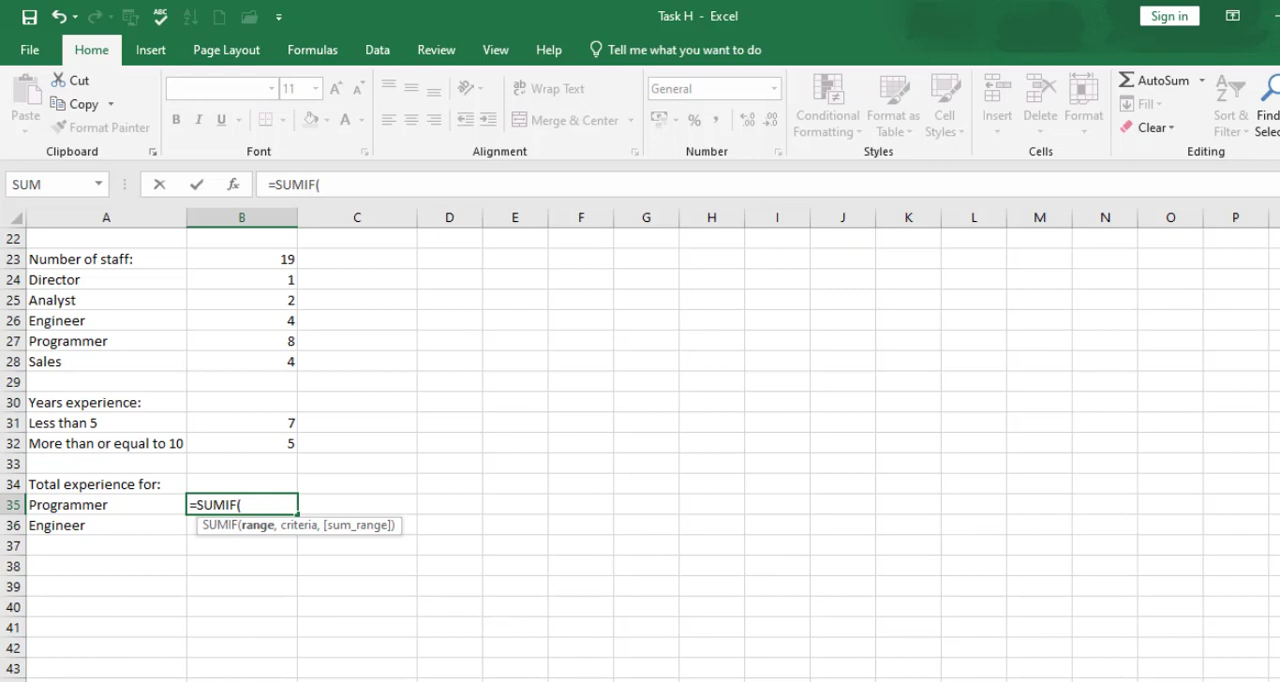 Task H - Excel
Sign in
File Home Insert Page Layout Formulas Data Review View Help Tell me what you want to do
Paste
Cut
Copy
Format Painter
Clipboard
11
B I U
Font
Wrap Text
Merge & Center
Alignment
General
Number
Conditional Formatting
Format as Table
Cell Styles
Styles
Insert Delete Format
Cells
AutoSum
Fill
Clear
Sort & Filter
Find
Selec
Editing
SUM
fx
=SUMIF(
A B C D E F G H I J K L M N O P
22
23 Number of staff: 19
24 Director 1
25 Analyst 2
26 Engineer 4
27 Programmer 8
28 Sales 4
29
30 Years experience:
31 Less than 5 7
32 More than or equal to 10 5
33
34 Total experience for:
35 Programmer =SUMIF(
36 Engineer SUMIF(range, criteria, [sum_range])
37
38
39
40
41
42
43